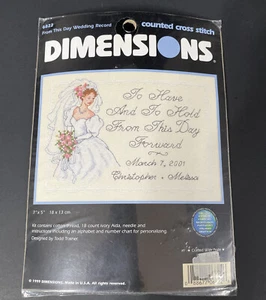 6828
From This Day Wedding Record
counted cross stitch
DIMENSIONS
To Have
And To Hold
From This Day
Forward
March 7, 2001
Christopher • Melissa
7" x 5" 18 x 13 cm
Kit contains cotton thread, 18 count ivory Aida, needle and
instructions including an alphabet and number chart for personalizing
Designed by Todd Trainer
© 1999 DIMENSIONS Made in U.S.A. All rights reserved.